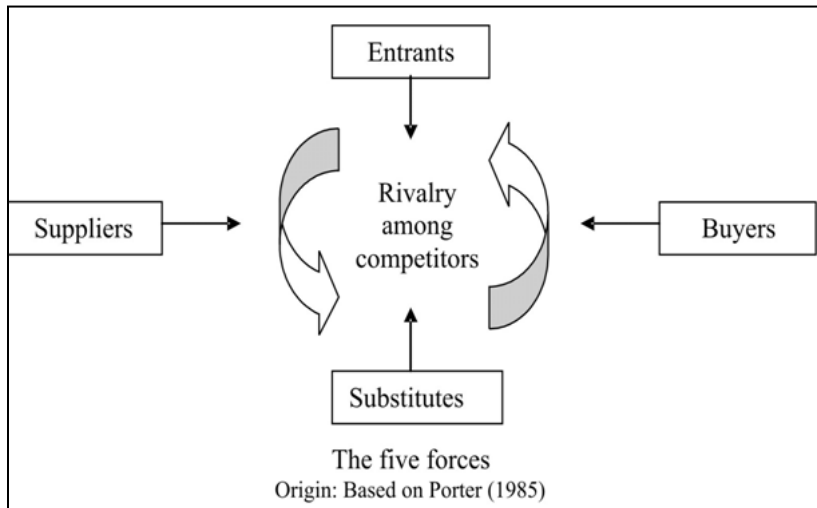 Entrants
Suppliers
Rivalry
among
competitors
Buyers
Substitutes
The five forces
Origin: Based on Porter (1985)